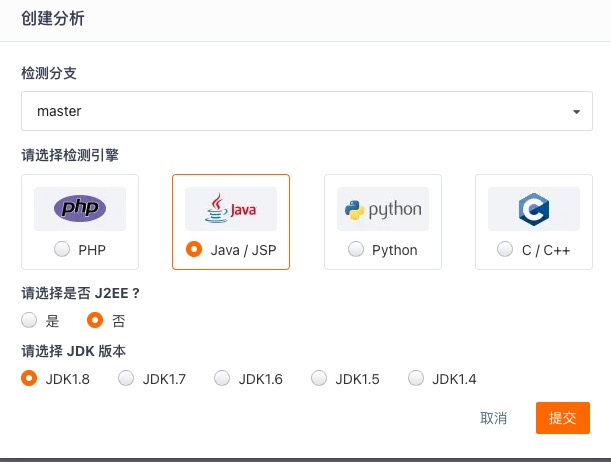 创建分析
检测分支
master
请选择检测引擎
php Java python C
PHP Java / JSP Python C / C++
请选择是否 J2EE ?
是 否
请选择 JDK 版本
JDK1.8 JDK1.7 JDK1.6 JDK1.5 JDK1.4
取消 提交